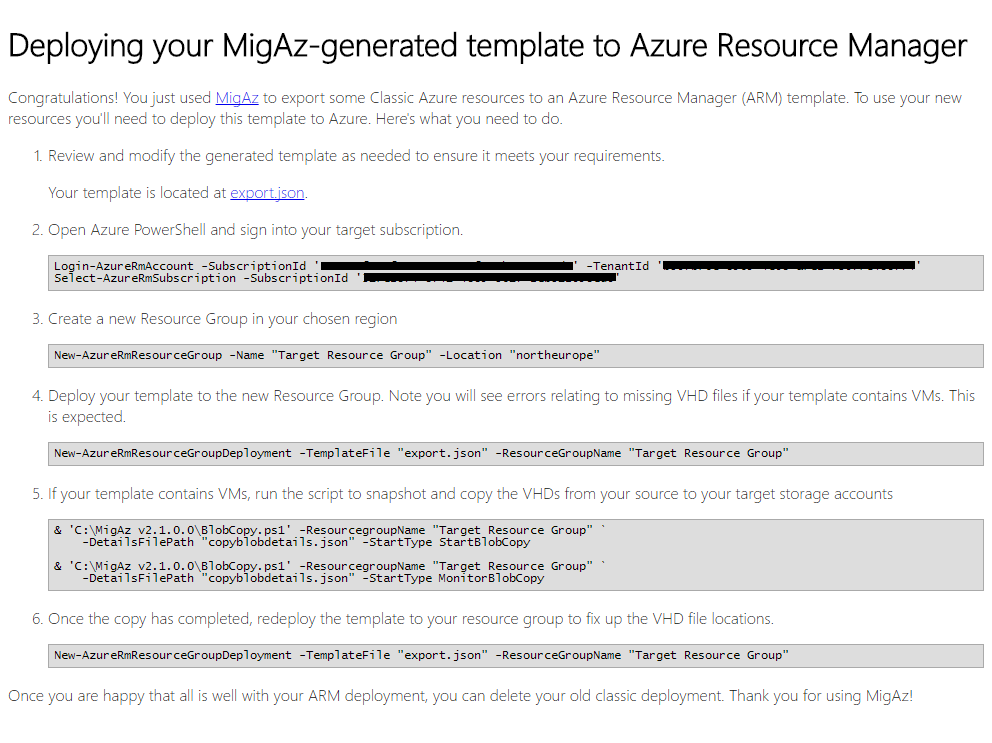 Deploying your MigAz-generated template to Azure Resource Manager
Congratulations! You just used MigAz to export some Classic Azure resources to an Azure Resource Manager (ARM) template. To use your new
resources you'll need to deploy this template to Azure. Here's what you need to do.
1. Review and modify the generated template as needed to ensure it meets your requirements.
Your template is located at export.json.
2. Open Azure PowerShell and sign into your target subscription.
Login-AzureRmAccount -SubscriptionId '' -TenantId ''
Select-AzureRmSubscription -SubscriptionId ''
3. Create a new Resource Group in your chosen region
New-AzureRmResourceGroup -Name "Target Resource Group" -Location "northeurope"
4. Deploy your template to the new Resource Group. Note you will see errors relating to missing VHD files if your template contains VMs. This
is expected.
New-AzureRmResourceGroupDeployment -TemplateFile "export.json" -ResourceGroupName "Target Resource Group"
5. If your template contains VMs, run the script to snapshot and copy the VHDs from your source to your target storage accounts
& 'C:\MigAz v2.1.0.0\BlobCopy.ps1' -ResourcegroupName "Target Resource Group" `
-DetailsFilePath "copyblobdetails.json" -StartType StartBlobCopy
& 'C:\MigAz v2.1.0.0\BlobCopy.ps1' -ResourcegroupName "Target Resource Group" `
-DetailsFilePath "copyblobdetails.json" -StartType MonitorBlobCopy
6. Once the copy has completed, redeploy the template to your resource group to fix up the VHD file locations.
New-AzureRmResourceGroupDeployment -TemplateFile "export.json" -ResourceGroupName "Target Resource Group"
Once you are happy that all is well with your ARM deployment, you can delete your old classic deployment. Thank you for using MigAz!